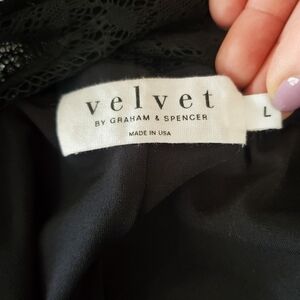 velvet
BY GRAHAM & SPENCER
MADE IN USA
L